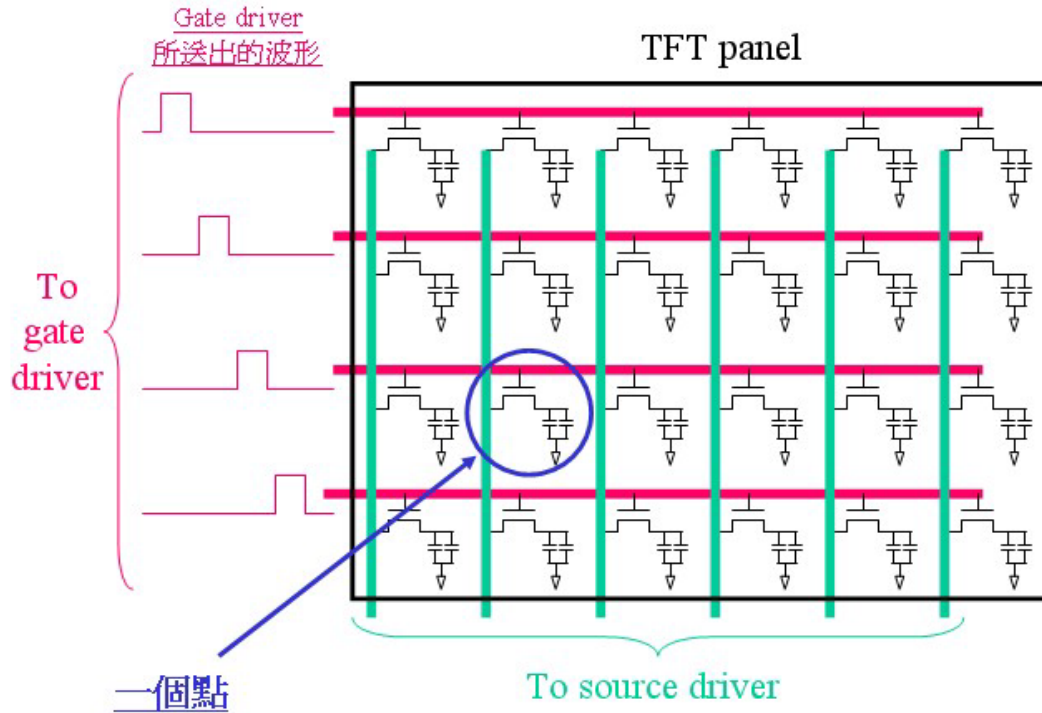 Gate driver
所送出的波形
TFT panel
To
gate
driver
一個點
To source driver